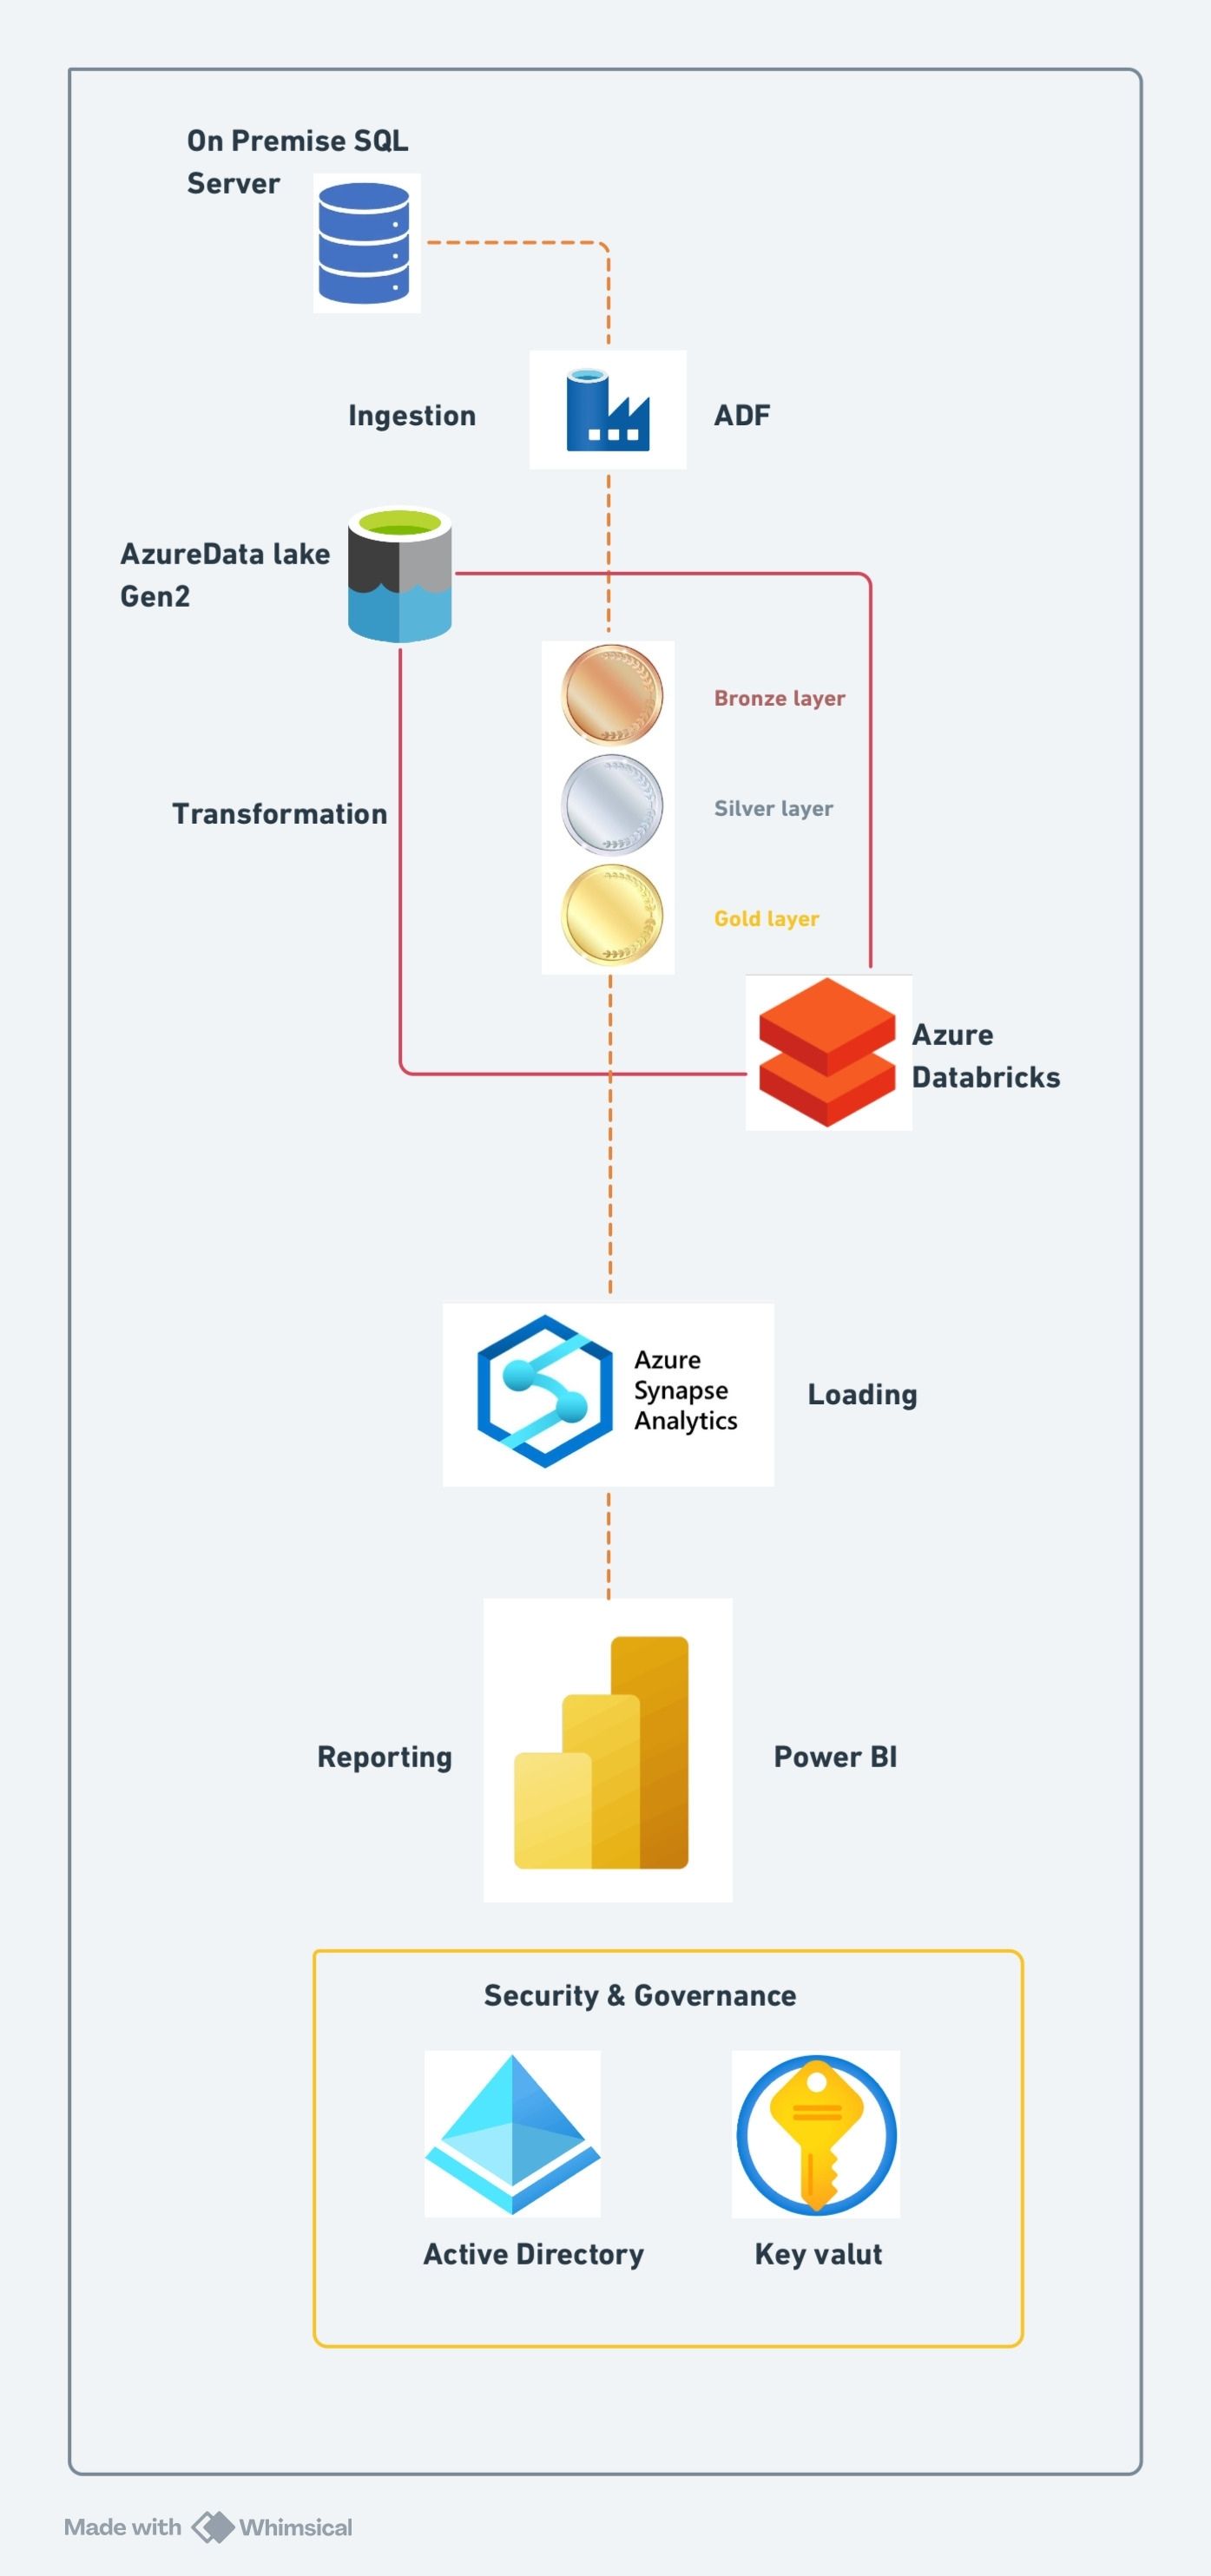 On Premise SQL
Server
Ingestion
ADF
AzureData lake
Gen2
Bronze layer
Silver layer
Transformation
Gold layer
Azure
Databricks
Azure
Synapse
Analytics
Loading
Reporting
Power BI
Security & Governance
Active Directory
Key valut
Made with Whimsical